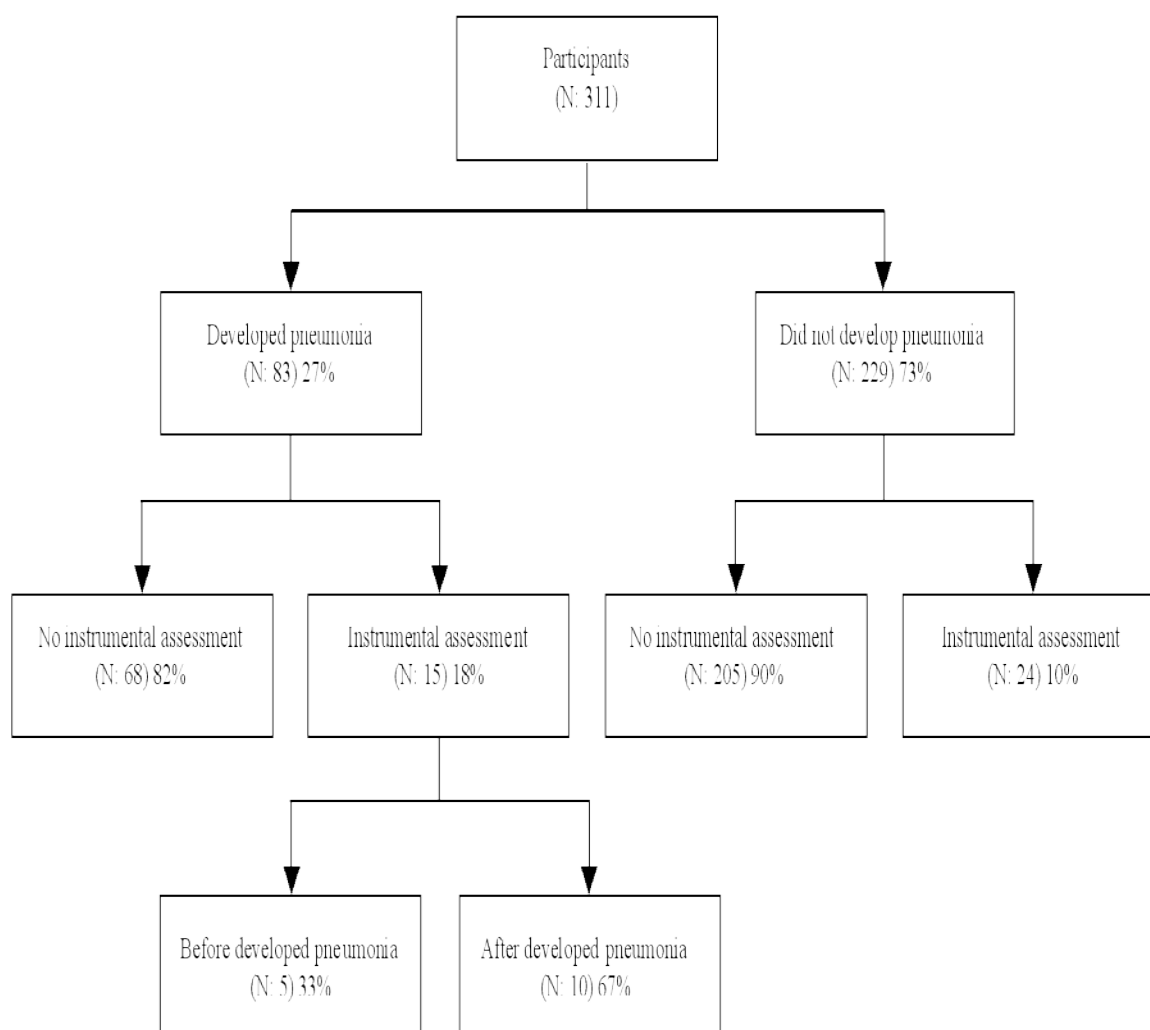 Participants
(N: 311)
Developed pneumonia
(N: 83) 27%
Did not develop pneumonia
(N: 229) 73%
No instrumental assessment
(N: 68) 82%
Instrumental assessment
(N: 15) 18%
No instrumental assessment
(N: 205) 90%
Instrumental assessment
(N: 24) 10%
Before developed pneumonia
(N: 5) 33%
After developed pneumonia
(N: 10) 67%